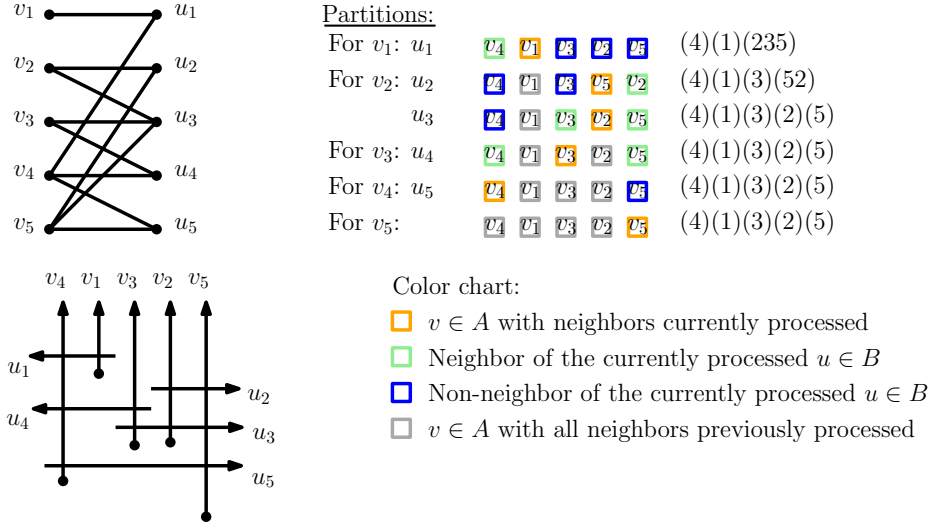 v₁ u₁
v₂ u₂
v₃ u₃
v₄ u₄
v₅ u₅
Partitions:
For v₁: u₁ v₄ v₁ v₃ v₂ v₅ (4)(1)(235)
For v₂: u₂ v₄ v₁ v₃ v₅ v₂ (4)(1)(3)(52)
u₃ v₄ v₁ v₃ v₂ v₅ (4)(1)(3)(2)(5)
For v₃: u₄ v₄ v₁ v₃ v₂ v₅ (4)(1)(3)(2)(5)
For v₄: u₅ v₄ v₁ v₃ v₂ v₅ (4)(1)(3)(2)(5)
For v₅: v₄ v₁ v₃ v₂ v₅ (4)(1)(3)(2)(5)
v₄ v₁ v₃ v₂ v₅
u₁
u₂
u₄
u₃
u₅
Color chart:
v ∈ A with neighbors currently processed
Neighbor of the currently processed u ∈ B
Non-neighbor of the currently processed u ∈ B
v ∈ A with all neighbors previously processed